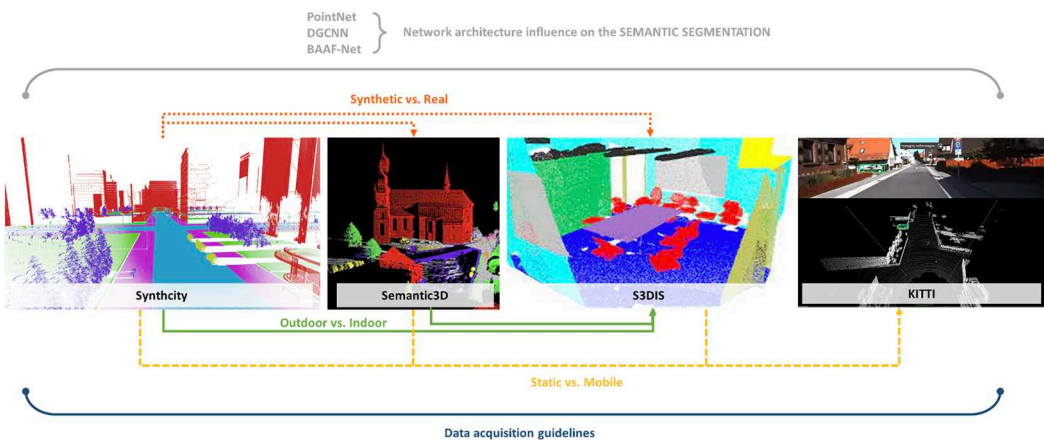 PointNet
DGCNN
BAAF-Net
Network architecture influence on the SEMANTIC SEGMENTATION
Synthetic vs. Real
Synthcity
Semantic3D
S3DIS
KITTI
Outdoor vs. Indoor
Static vs. Mobile
Data acquisition guidelines